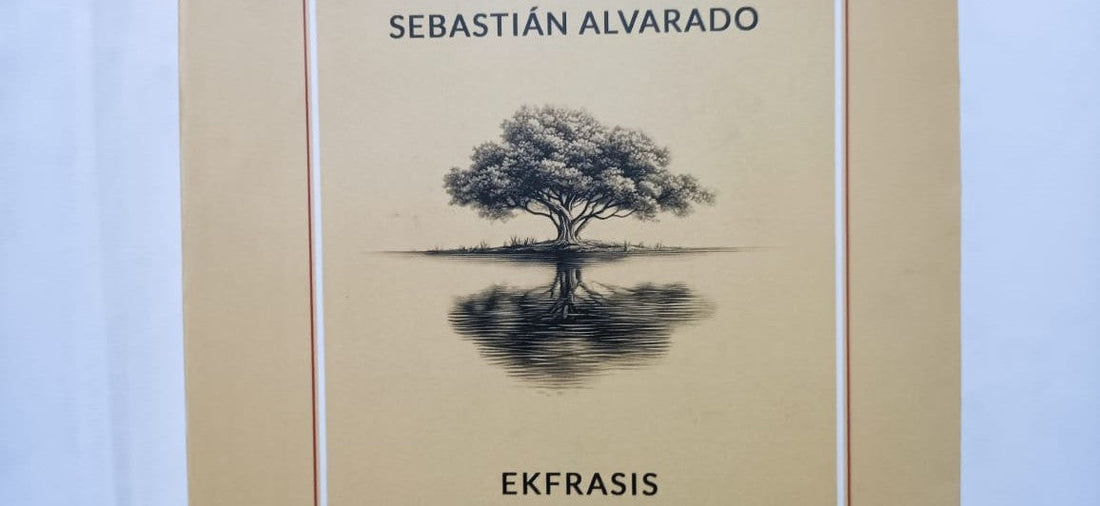 SEBASTIÁN ALVARADO
EKFRASIS